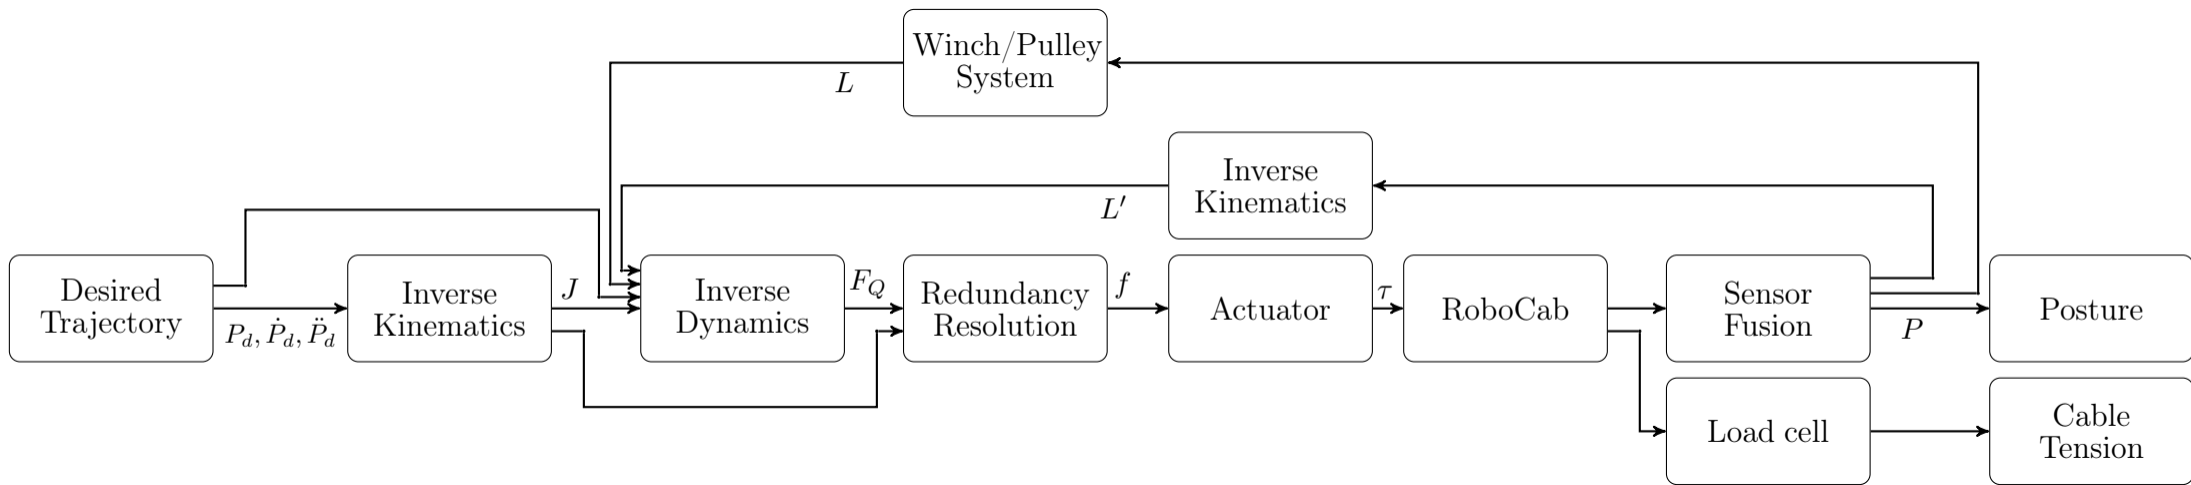 Winch/Pulley
System
L
Inverse
Kinematics
L′
Desired
Trajectory
P_d, Ṗ_d, P̈_d
Inverse
Kinematics
J
Inverse
Dynamics
F_Q
Redundancy
Resolution
f
Actuator
τ
RoboCab
Sensor
Fusion
P
Posture
Load cell
Cable
Tension